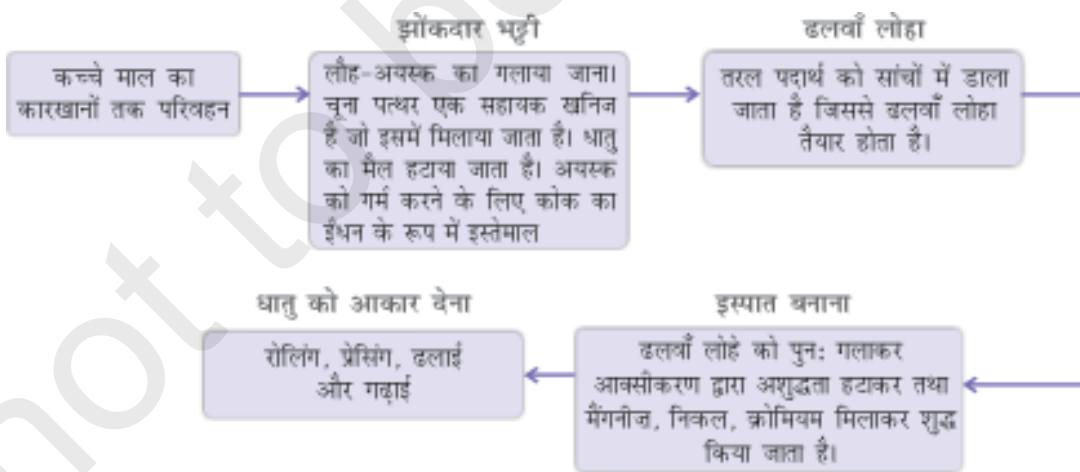 झोंकदार भट्टी
ढलवाँ लोहा
कच्चे माल का
कारखानों तक परिवहन
लौह-अयस्क का गलाया जाना।
चूना पत्थर एक सहायक खनिज
है जो इसमें मिलाया जाता है। धातु
का मैल हटाया जाता है। अयस्क
को गर्म करने के लिए कोक का
ईंधन के रूप में इस्तेमाल
तरल पदार्थ को सांचों में डाला
जाता है जिससे ढलवाँ लोहा
तैयार होता है।
धातु को आकार देना
इस्पात बनाना
रोलिंग, प्रेसिंग, ढलाई
और गढ़ाई
ढलवाँ लोहे को पुन: गलाकर
आक्सीकरण द्वारा अशुद्धता हटाकर तथा
मैंगनीज, निकल, क्रोमियम मिलाकर शुद्ध
किया जाता है।
not to b